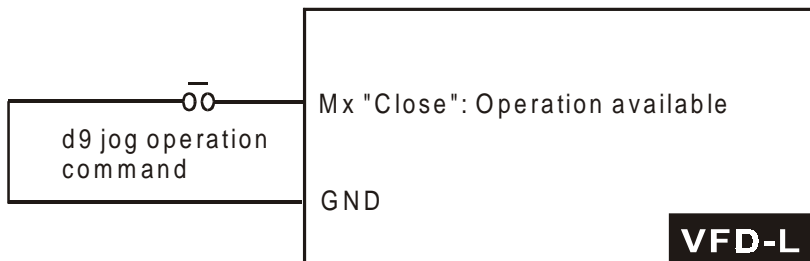 Mx "Close": Operation available
d9 jog operation
command
GND
VFD-L